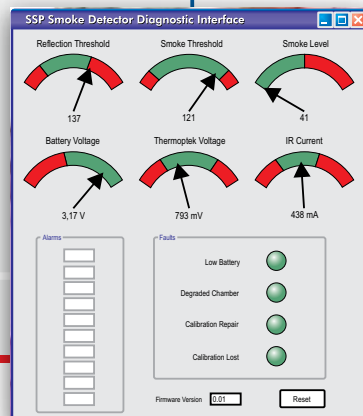 SSP Smoke Detector Diagnostic Interface
Reflection Threshold Smoke Threshold Smoke Level
137 121 41
Battery Voltage Thermoptek Voltage IR Current
3,17 V 793 mV 438 mA
Alarms
Faults
Low Battery
Degraded Chamber
Calibration Repair
Calibration Lost
Firmware Version 0.01 Reset